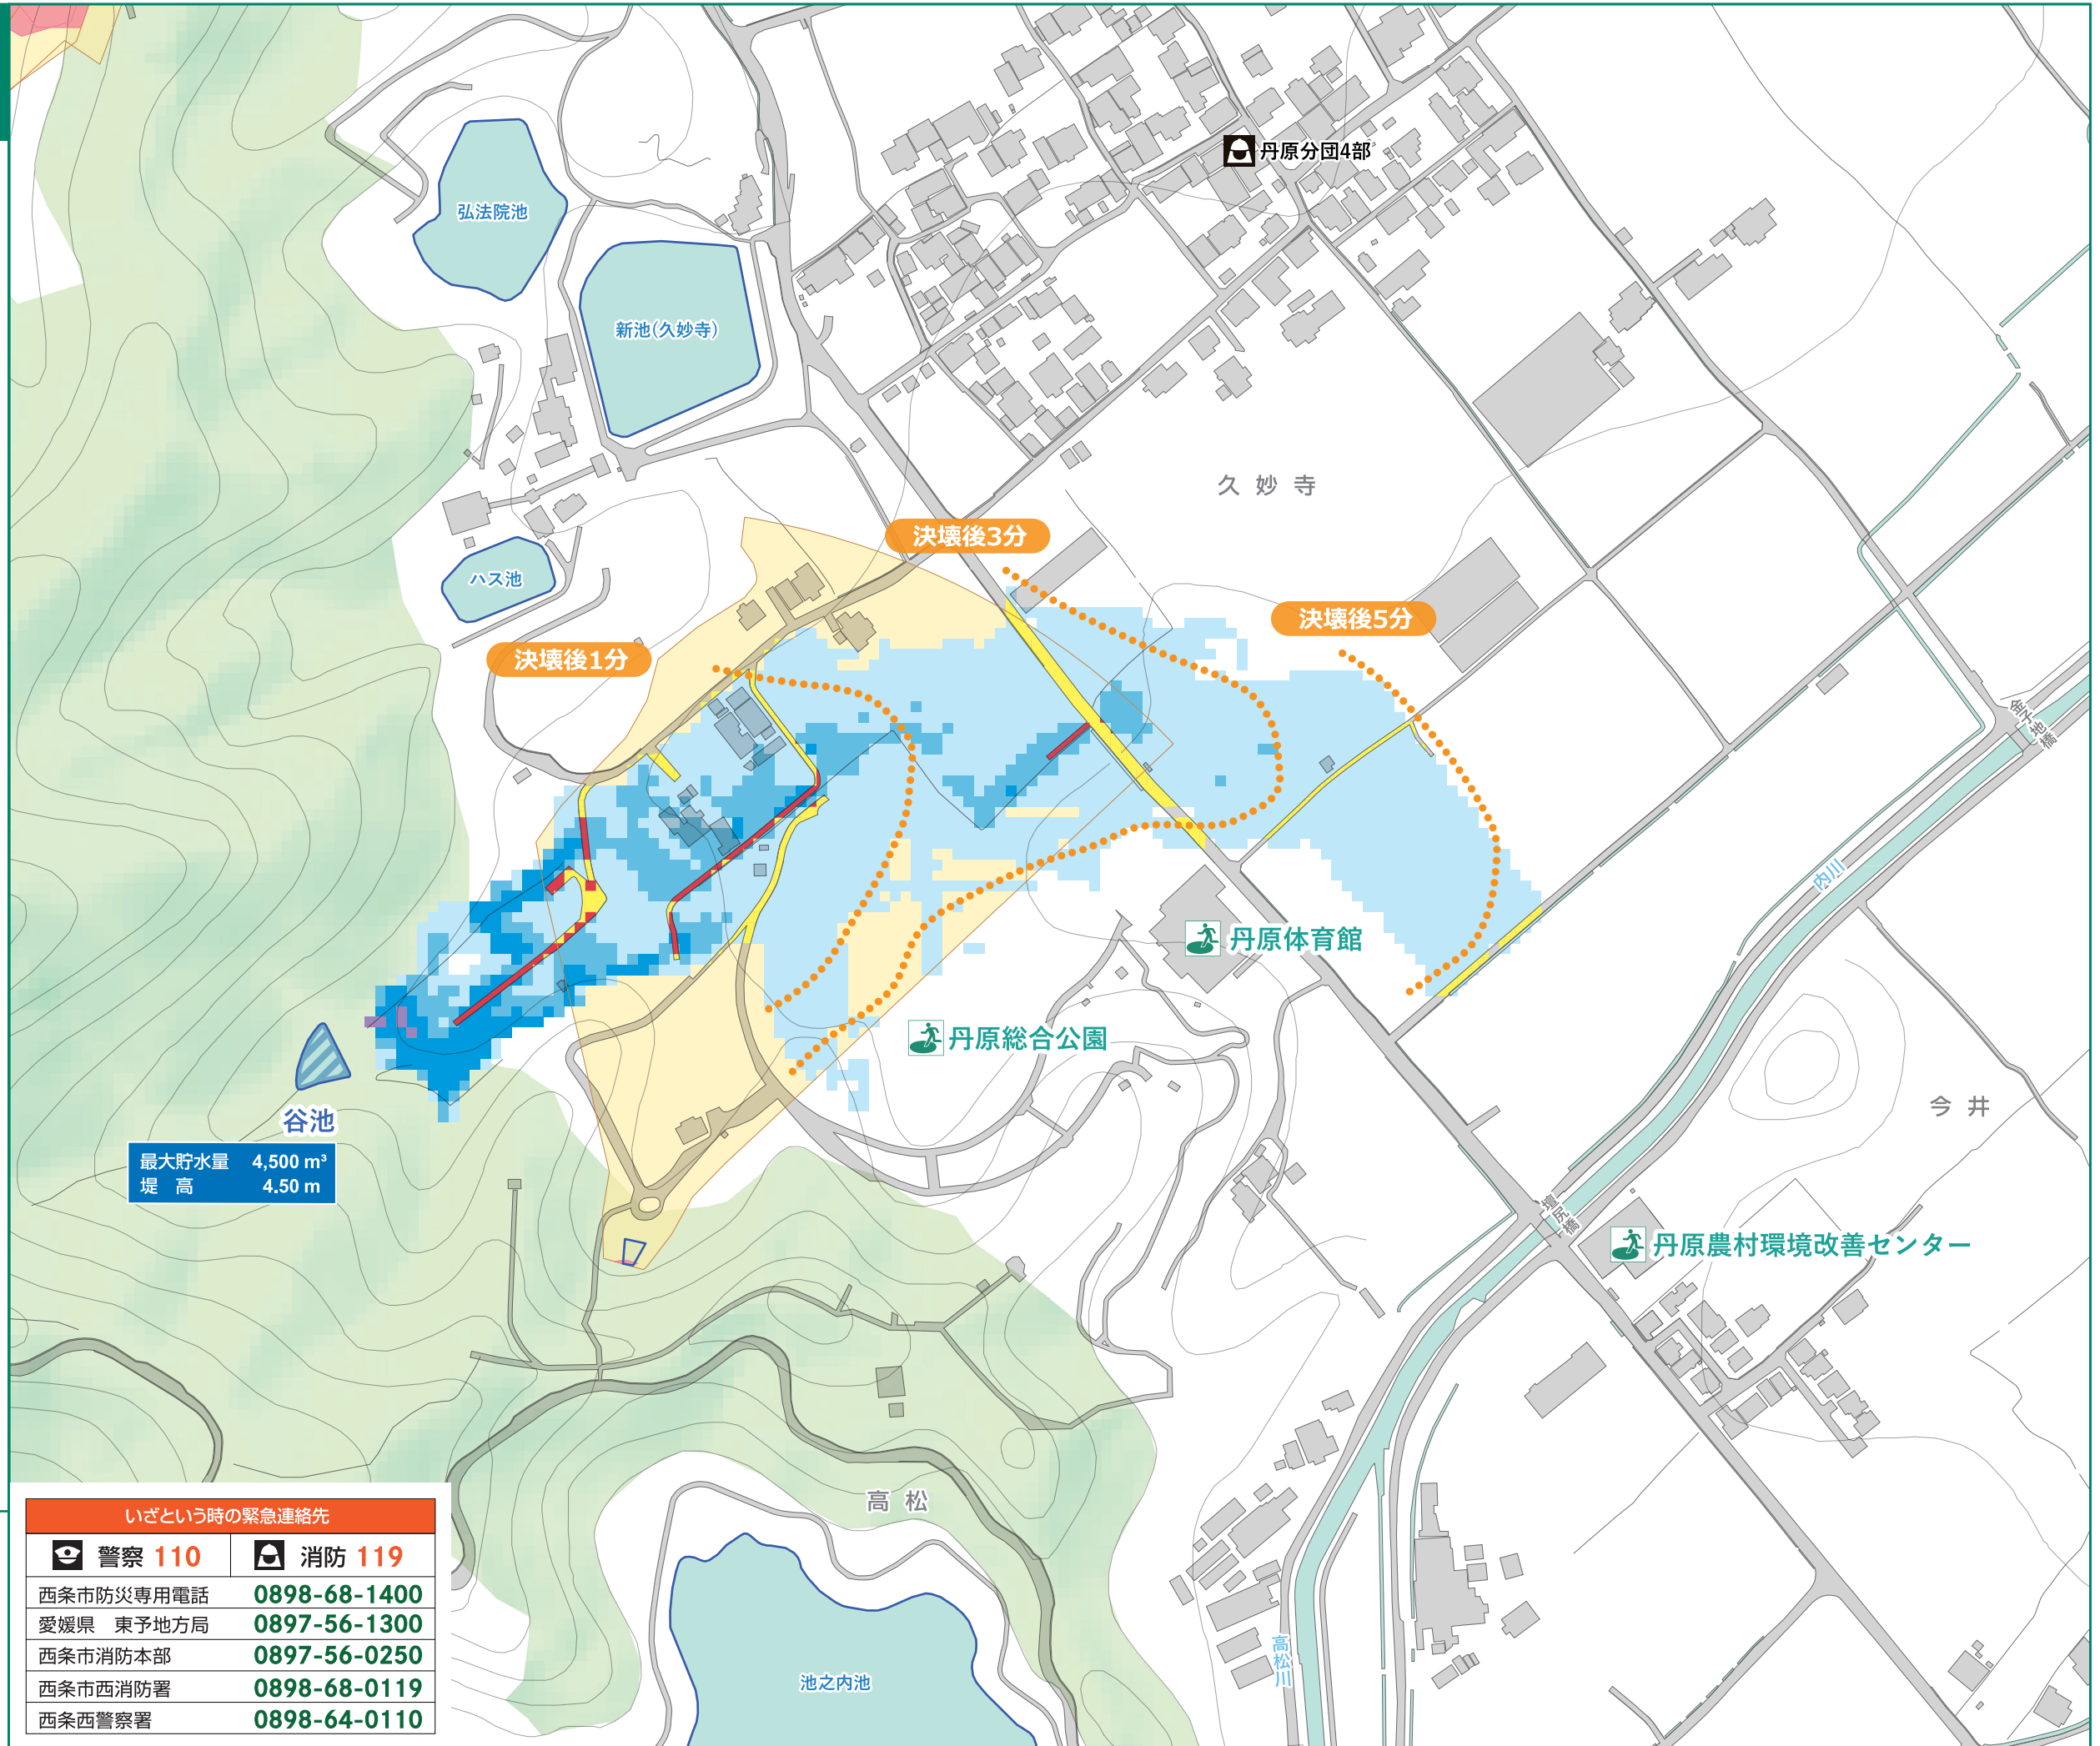 丹原分団4部
弘法院池
新池(久妙寺)
久妙寺
決壊後3分
ハス池
決壊後5分
決壊後1分
金子地橋
内川
丹原体育館
丹原総合公園
谷池
今井
最大貯水量 4,500 m³
堤 高 4.50 m
丹原農村環境改善センター
高松
いざという時の緊急連絡先
警察 110 消防 119
西条市防災専用電話 0898-68-1400
愛媛県 東予地方局 0897-56-1300
西条市消防本部 0897-56-0250
西条市西消防署 0898-68-0119
西条西警察署 0898-64-0110
高松川
池之内池